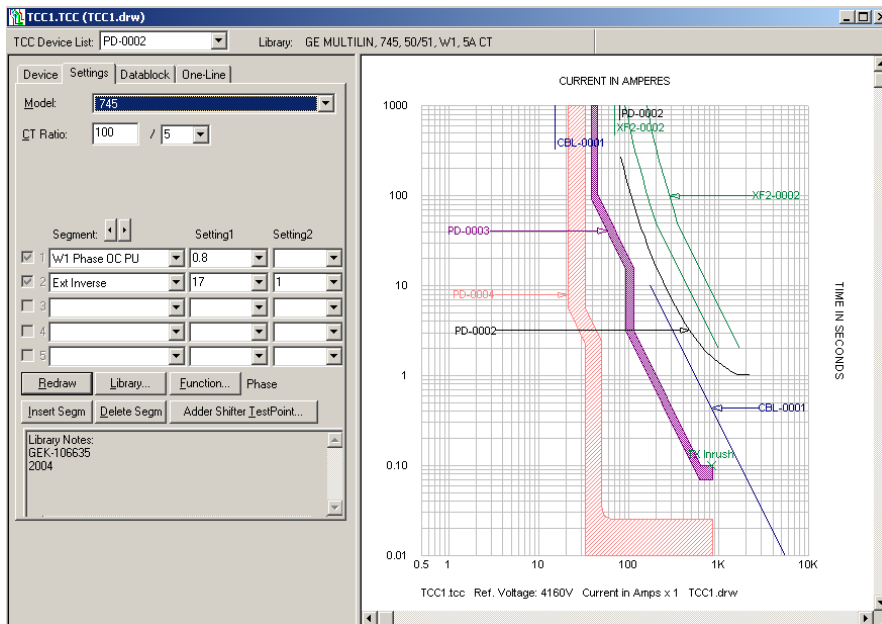 TCC1.TCC (TCC1.drw)
TCC Device List: PD-0002 Library: GE MULTILIN, 745, 50/51, W1, 5A CT
Device Settings Datablock One-Line
Model: 745
CT Ratio: 100 / 5
Segment: Setting1 Setting2
1 W1 Phase OC PU 0.8
2 Ext Inverse 17 1
3
4
5
Redraw Library... Function... Phase
Insert Segm Delete Segm Adder Shifter TestPoint...
Library Notes:
GEK-106635
2004
CURRENT IN AMPERES
1000
PD-0002
XF2-0002
CBL-0001
100
XF2-0002
PD-0003
10
PD-0004
PD-0002
TIME IN SECONDS
1
CBL-0001
TX Inrush
0.10
0.01
0.5 1 10 100 1K 10K
TCC1.tcc Ref. Voltage: 4160V Current in Amps x 1 TCC1.drw